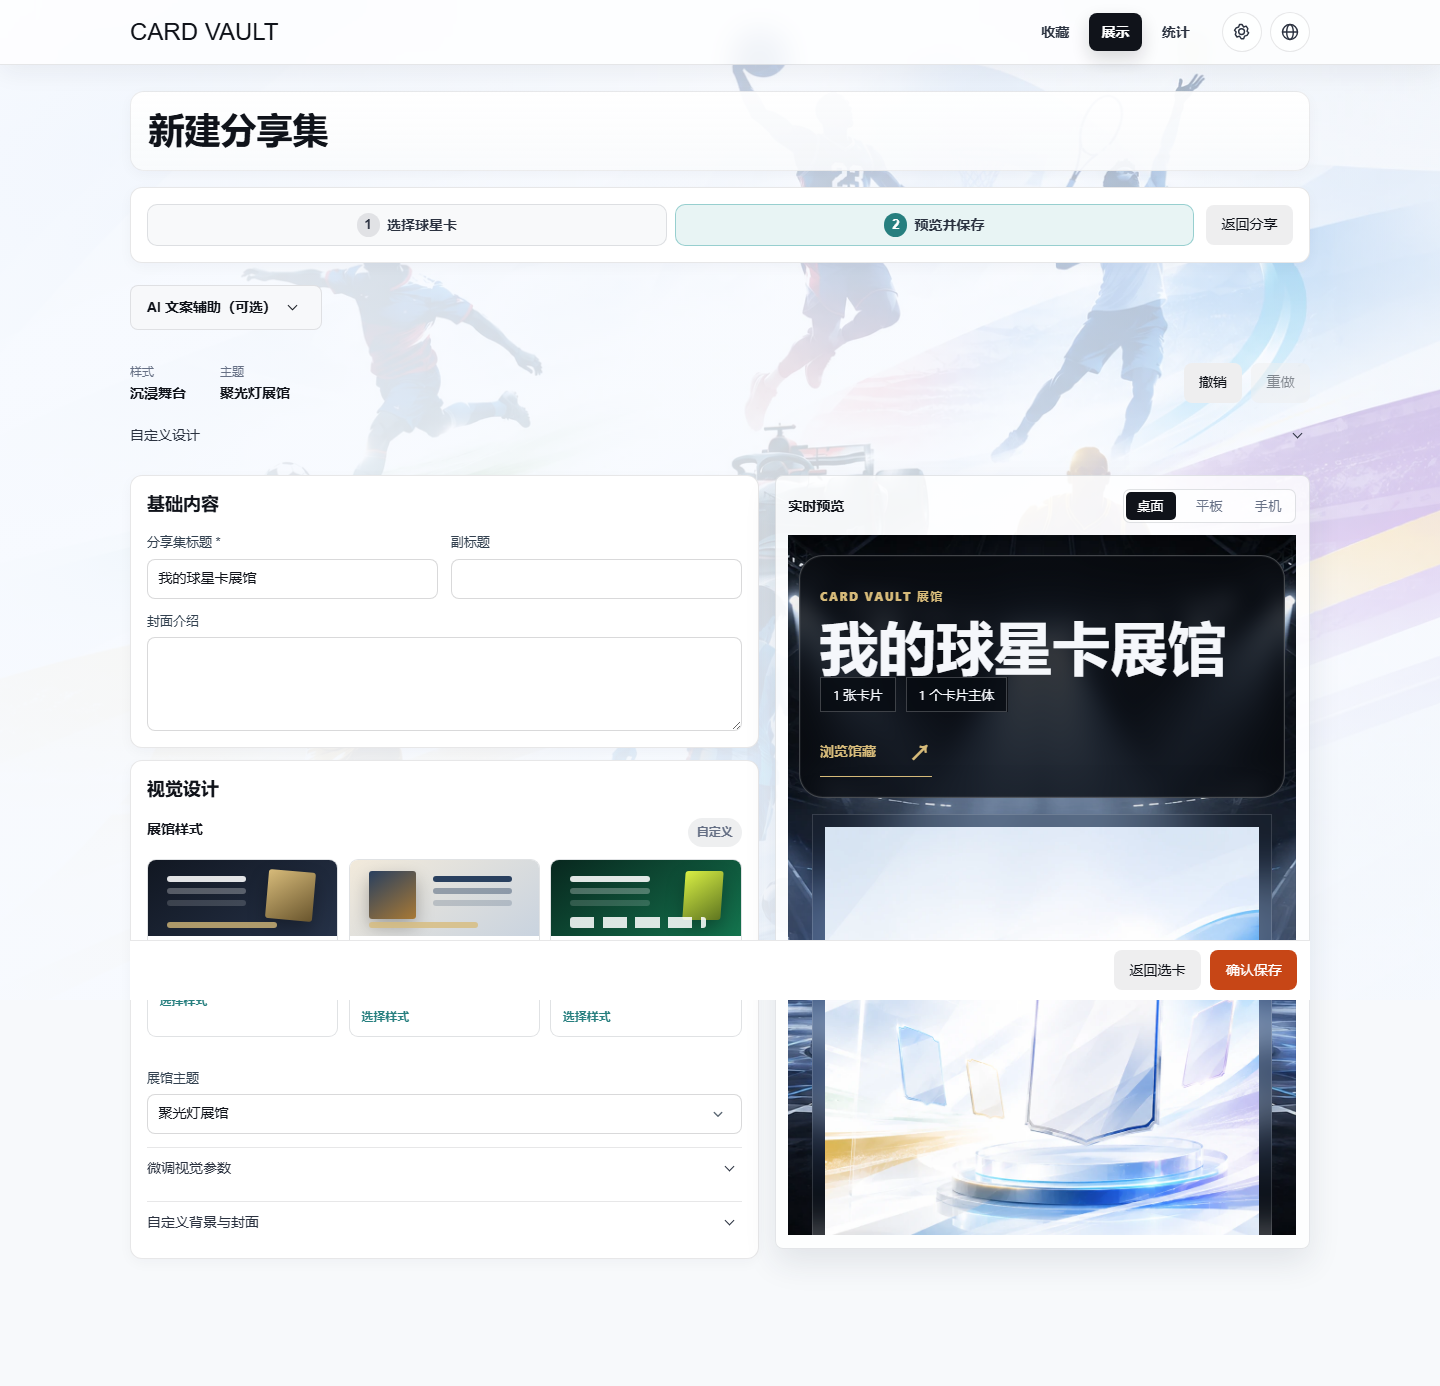 CARD VAULT
收藏
展示
统计
新建分享集
1 选择球星卡
2 预览并保存
返回分享
AI 文案辅助（可选）
样式
沉浸舞台
主题
聚光灯展馆
撤销
重做
自定义设计
基础内容
分享集标题 *
副标题
我的球星卡展馆
封面介绍
视觉设计
展馆样式
自定义
选择样式
选择样式
选择样式
展馆主题
聚光灯展馆
微调视觉参数
自定义背景与封面
实时预览
桌面
平板
手机
CARD VAULT 展馆
我的球星卡展馆
1 张卡片
1 个卡片主体
浏览馆藏
返回选卡
确认保存